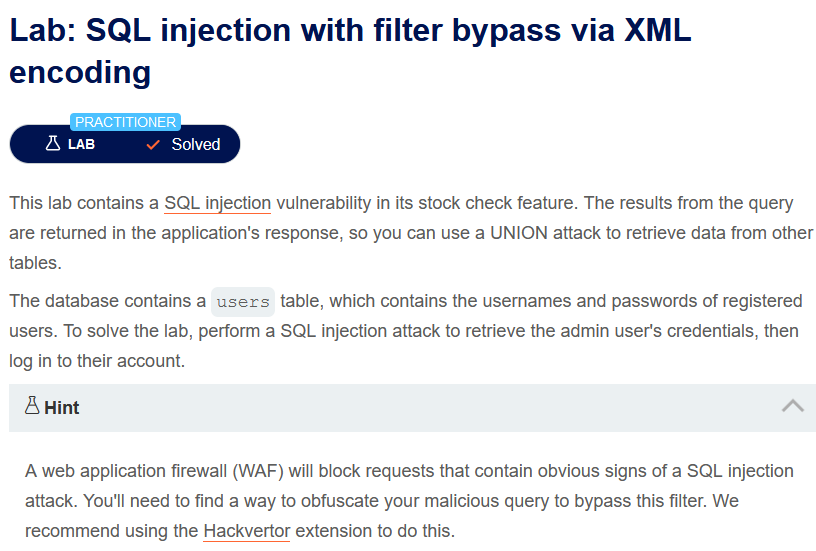 Lab: SQL injection with filter bypass via XML
encoding
PRACTITIONER
LAB
Solved
This lab contains a SQL injection vulnerability in its stock check feature. The results from the query
are returned in the application's response, so you can use a UNION attack to retrieve data from other
tables.
The database contains a users table, which contains the usernames and passwords of registered
users. To solve the lab, perform a SQL injection attack to retrieve the admin user's credentials, then
log in to their account.
Hint
A web application firewall (WAF) will block requests that contain obvious signs of a SQL injection
attack. You'll need to find a way to obfuscate your malicious query to bypass this filter. We
recommend using the Hackvertor extension to do this.